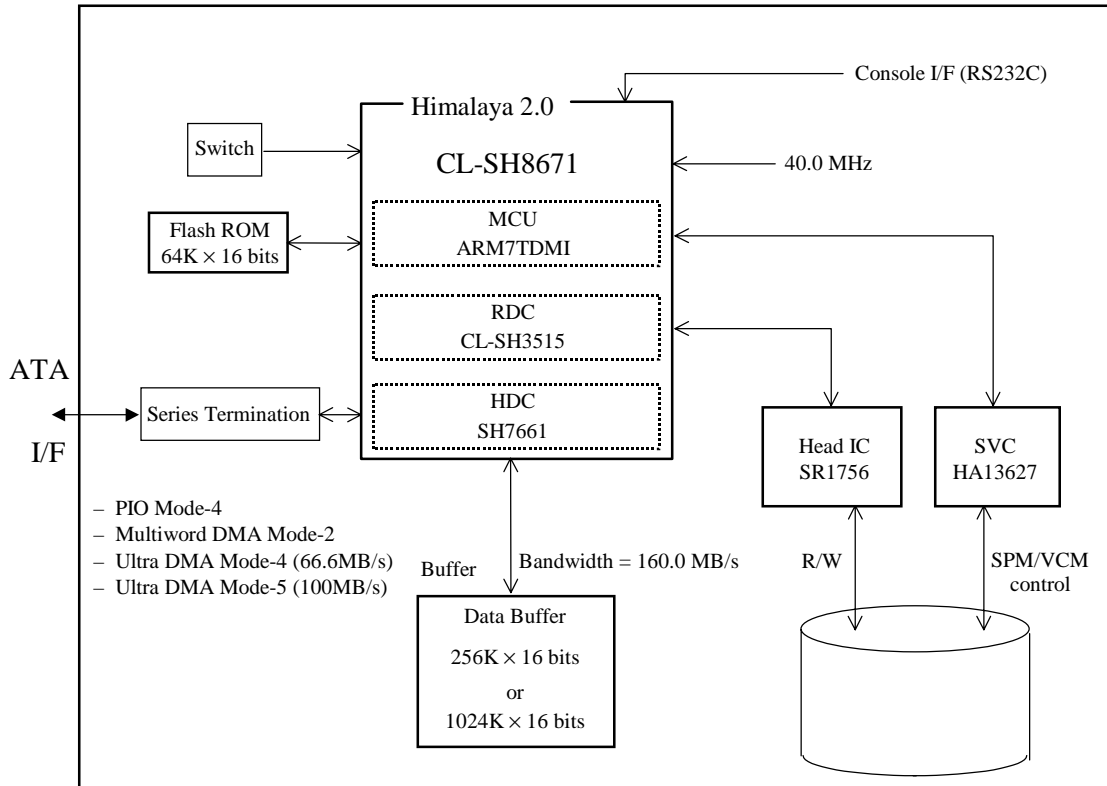 Console I/F (RS232C)
Himalaya 2.0
Switch
CL-SH8671
40.0 MHz
MCU
ARM7TDMI
Flash ROM
64K × 16 bits
RDC
CL-SH3515
ATA
I/F
Series Termination
HDC
SH7661
Head IC
SR1756
SVC
HA13627
– PIO Mode-4
– Multiword DMA Mode-2
– Ultra DMA Mode-4 (66.6MB/s)
– Ultra DMA Mode-5 (100MB/s)
Buffer
Bandwidth = 160.0 MB/s
R/W
SPM/VCM
control
Data Buffer
256K × 16 bits
or
1024K × 16 bits